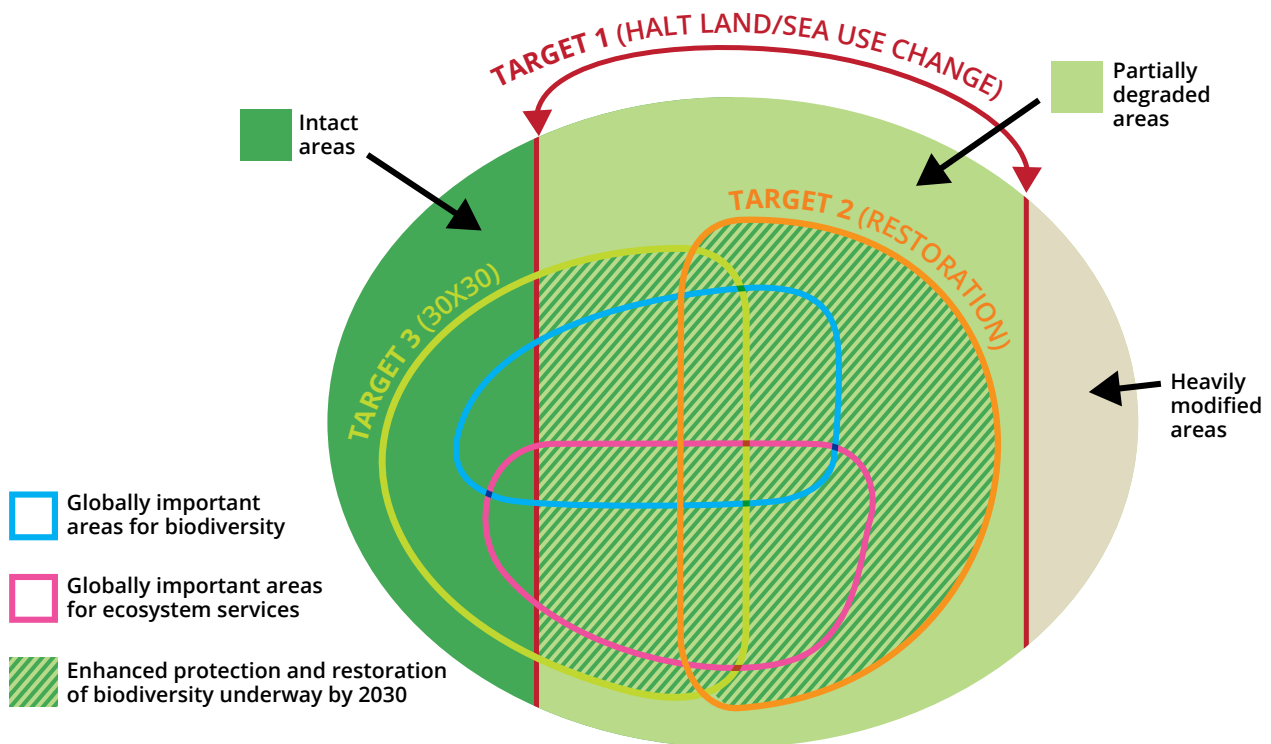 TARGET 1 (HALT LAND/SEA USE CHANGE)
Intact
areas
Partially
degraded
areas
TARGET 2 (RESTORATION)
TARGET 3 (30X30)
Heavily
modified
areas
Globally important
areas for biodiversity
Globally important areas
for ecosystem services
Enhanced protection and restoration
of biodiversity underway by 2030